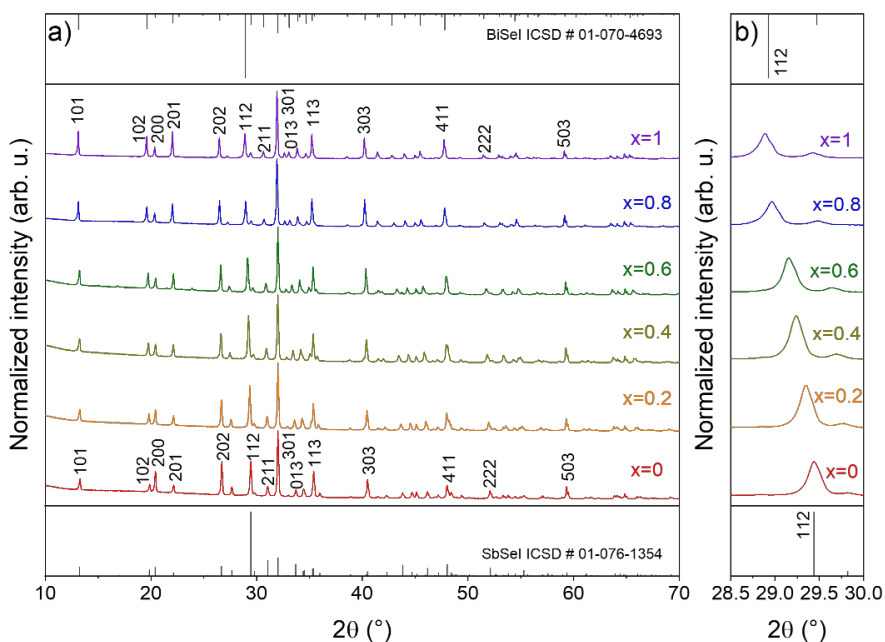 a)
BiSeI ICSD # 01-070-4693
b)
112
101
102
200
201
202
112
211
301
013
113
303
411
222
503
x=1
x=1
x=0.8
x=0.8
x=0.6
x=0.6
x=0.4
x=0.4
x=0.2
x=0.2
x=0
x=0
101
102
200
201
202
112
211
301
013
113
303
411
222
503
SbSeI ICSD # 01-076-1354
112
Normalized intensity (arb. u.)
Normalized intensity (arb. u.)
10 20 30 40 50 60 70
28.5 29.0 29.5 30.0
2θ (°)
2θ (°)